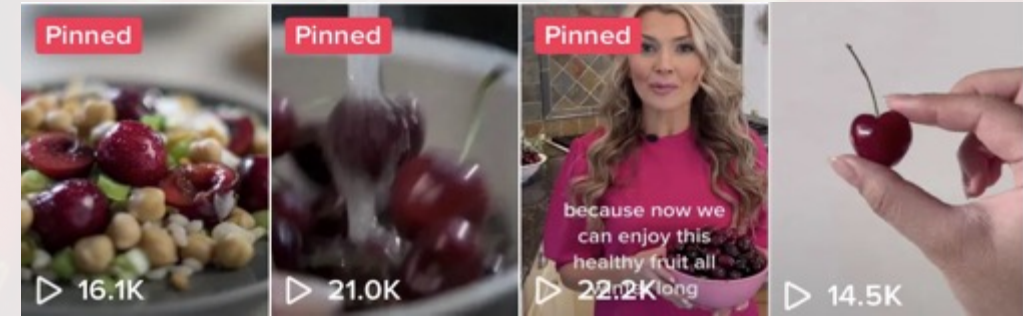 Pinned
Pinned
Pinned
because now we
can enjoy this
healthy fruit all
long
16.1K
21.0K
22.2K
14.5K